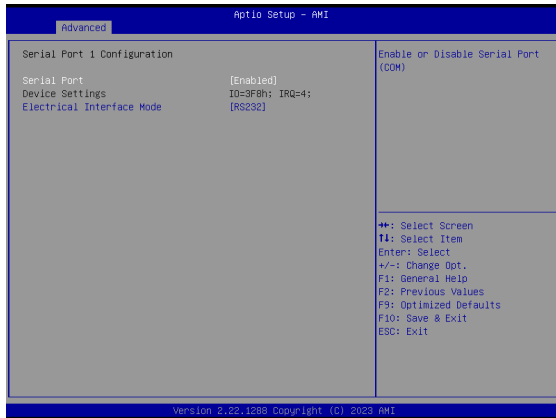 Aptio Setup - AMI
Advanced
Serial Port 1 Configuration
Serial Port [Enabled]
Device Settings IO=3F8h; IRQ=4;
Electrical Interface Mode [RS232]
Enable or Disable Serial Port
(COM)
→←: Select Screen
↑↓: Select Item
Enter: Select
+/-: Change Opt.
F1: General Help
F2: Previous Values
F9: Optimized Defaults
F10: Save & Exit
ESC: Exit
Version 2.22.1288 Copyright (C) 2023 AMI